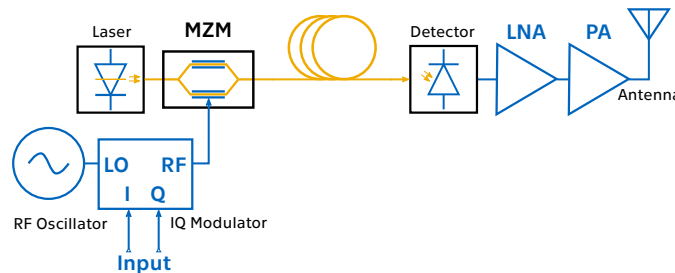 Laser
MZM
Detector
LNA
PA
Antenna
LO
RF
I
Q
RF Oscillator
IQ Modulator
Input